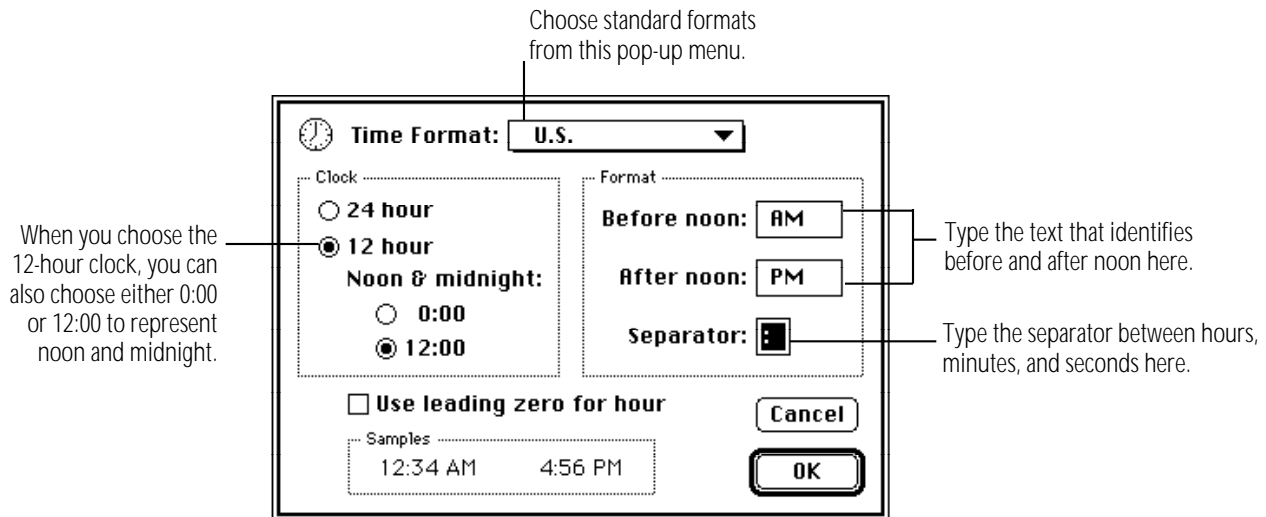 Choose standard formats
from this pop-up menu.
Time Format: U.S.
Clock
24 hour
12 hour
Noon & midnight:
0:00
12:00
Format
Before noon: AM
After noon: PM
Separator: :
When you choose the
12-hour clock, you can
also choose either 0:00
or 12:00 to represent
noon and midnight.
Type the text that identifies
before and after noon here.
Type the separator between hours,
minutes, and seconds here.
Use leading zero for hour
Cancel
Samples
12:34 AM 4:56 PM
OK